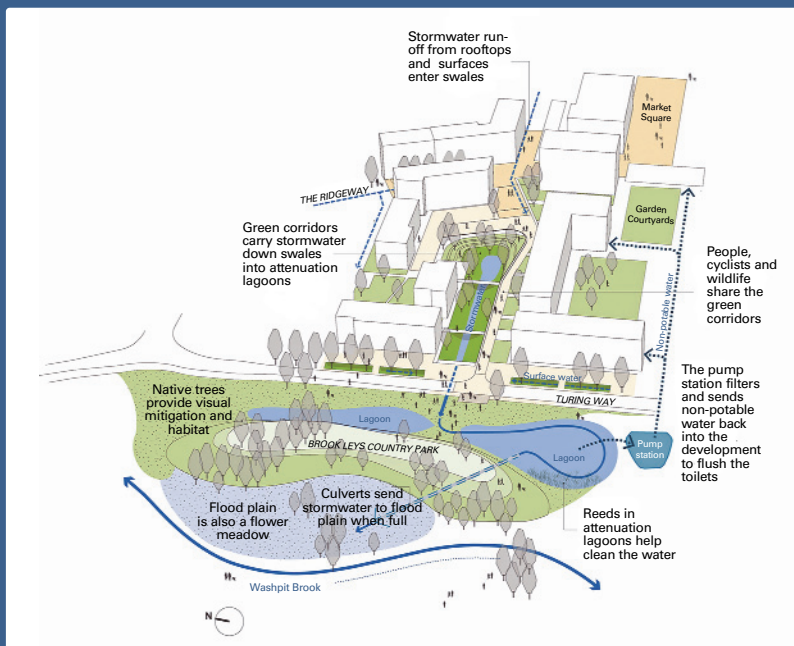 Stormwater run-
off from rooftops
and surfaces
enter swales
Market
Square
THE RIDGEWAY
Garden
Courtyards
Green corridors
carry stormwater
down swales
into attenuation
lagoons
Stormwater
People,
cyclists and
wildlife
share the
green
corridors
Non-potable water
Surface water
TURING WAY
The pump
station filters
and sends
non-potable
water back
into the
development
to flush the
toilets
Native trees
provide visual
mitigation and
habitat
Lagoon
BROOK LEYS COUNTRY PARK
Lagoon
Pump
station
Flood plain
is also a flower
meadow
Culverts send
stormwater to flood
plain when full
Reeds in
attenuation
lagoons help
clean the water
Washpit Brook
N